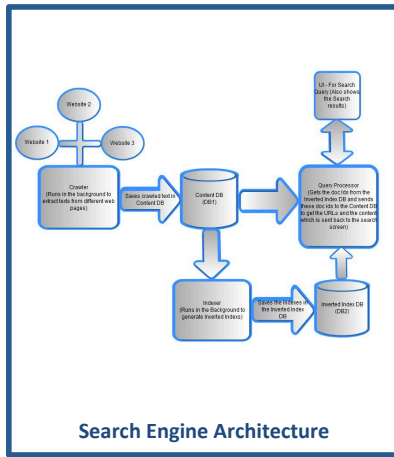 Website 2
Website 1
Website 3
Crawler
(Runs in the background to
extract texts from different web
pages)
Saves crawled text in
Content DB
Content DB
(DB1)
UI - For Search
Query (Also shows
the Search
results)
Query Processor
(Gets the doc Ids from the
Inverted Index DB and sends
these doc ids to the Content DB
to get the URLs and the content
which is sent back to the search
screen)
Indexer
(Runs in the Background to
generate Inverted Indexs)
Saves the indexes in
the Inverted Index
DB
Inverted Index DB
(DB2)
Search Engine Architecture